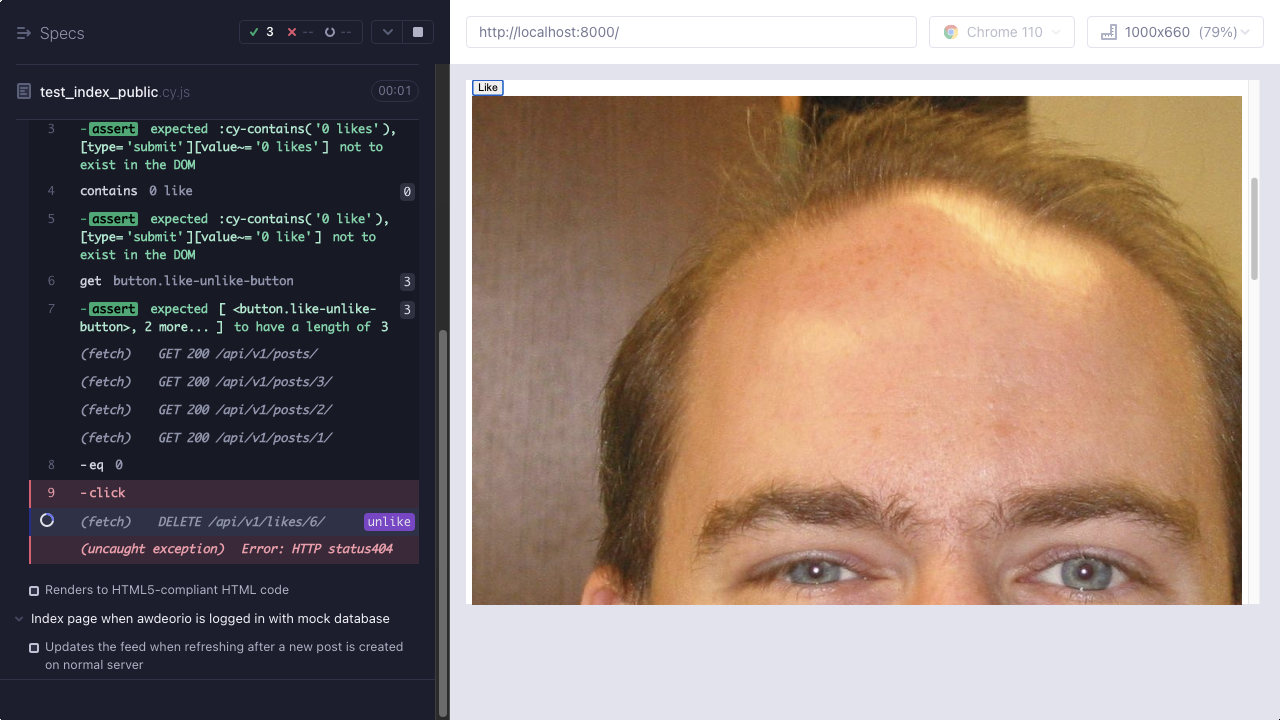 Specs
3
--
--
http://localhost:8000/
Chrome 110
1000x660 (79%)
test_index_public.cy.js
00:01
3 -assert expected :cy-contains('0 likes'),
[type='submit'][value~='0 likes'] not to
exist in the DOM
4 contains 0 like 0
5 -assert expected :cy-contains('0 like'),
[type='submit'][value~='0 like'] not to
exist in the DOM
6 get button.like-unlike-button 3
7 -assert expected [ <button.like-unlike- 3
button>, 2 more... ] to have a length of 3
(fetch) GET 200 /api/v1/posts/
(fetch) GET 200 /api/v1/posts/3/
(fetch) GET 200 /api/v1/posts/2/
(fetch) GET 200 /api/v1/posts/1/
8 -eq 0
9 -click
(fetch) DELETE /api/v1/likes/6/ unlike
(uncaught exception) Error: HTTP status404
Renders to HTML5-compliant HTML code
Index page when awdeorio is logged in with mock database
Updates the feed when refreshing after a new post is created
on normal server
Like